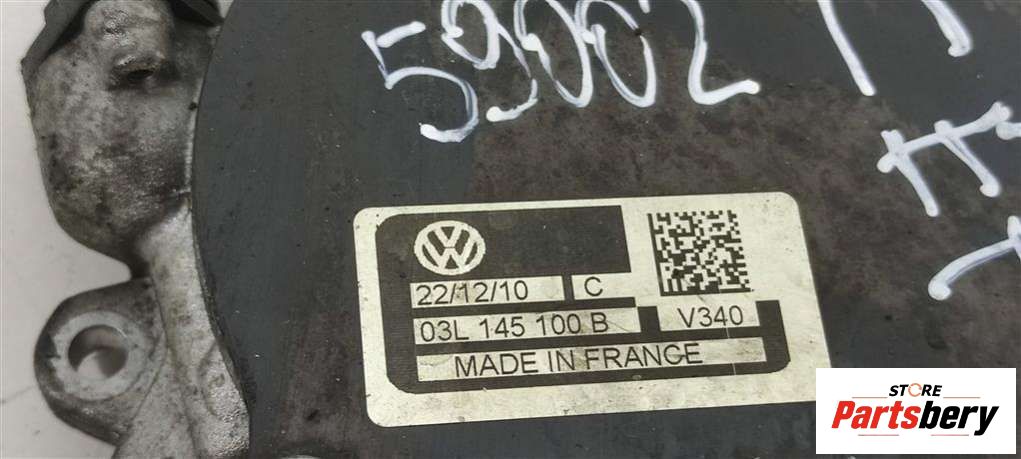 59002
22/12/10 C
03L 145 100 B V340
MADE IN FRANCE
STORE
Partsbery